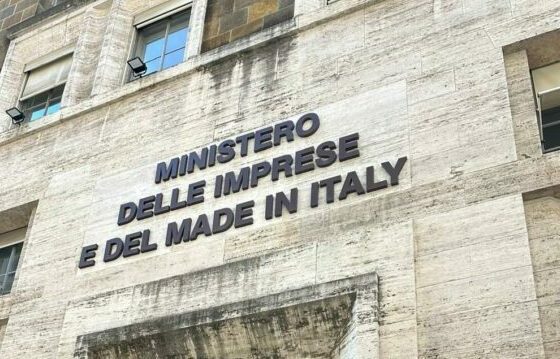 MINISTERO
DELLE IMPRESE
E DEL MADE IN ITALY